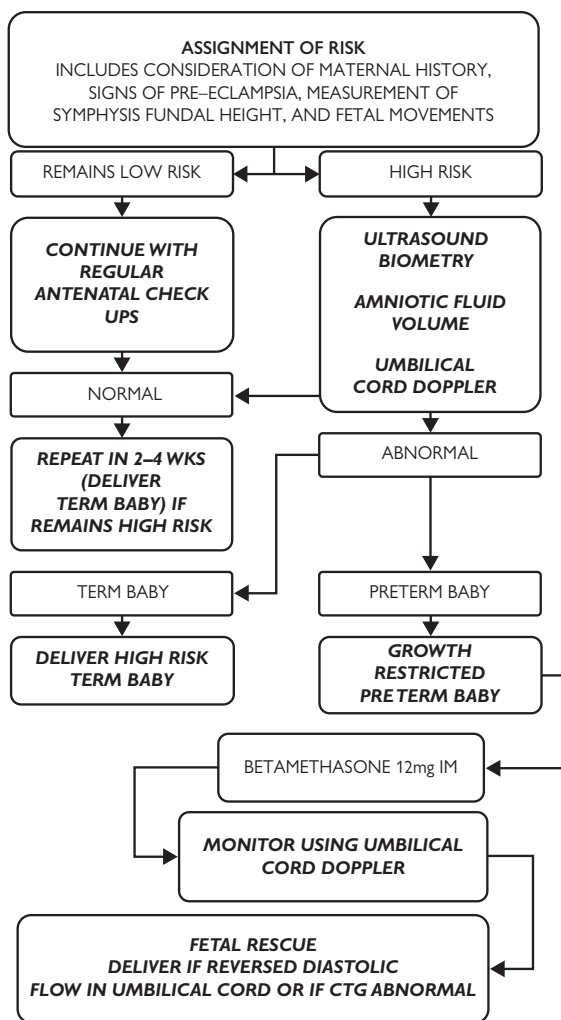 ASSIGNMENT OF RISK
INCLUDES CONSIDERATION OF MATERNAL HISTORY,
SIGNS OF PRE–ECLAMPSIA, MEASUREMENT OF
SYMPHYSIS FUNDAL HEIGHT, AND FETAL MOVEMENTS
REMAINS LOW RISK
HIGH RISK
CONTINUE WITH
REGULAR
ANTENATAL CHECK
UPS
ULTRASOUND
BIOMETRY
AMNIOTIC FLUID
VOLUME
UMBILICAL
CORD DOPPLER
NORMAL
REPEAT IN 2–4 WKS
(DELIVER
TERM BABY) IF
REMAINS HIGH RISK
ABNORMAL
TERM BABY
PRETERM BABY
DELIVER HIGH RISK
TERM BABY
GROWTH
RESTRICTED
PRETERM BABY
BETAMETHASONE 12mg IM
MONITOR USING UMBILICAL
CORD DOPPLER
FETAL RESCUE
DELIVER IF REVERSED DIASTOLIC
FLOW IN UMBILICAL CORD OR IF CTG ABNORMAL